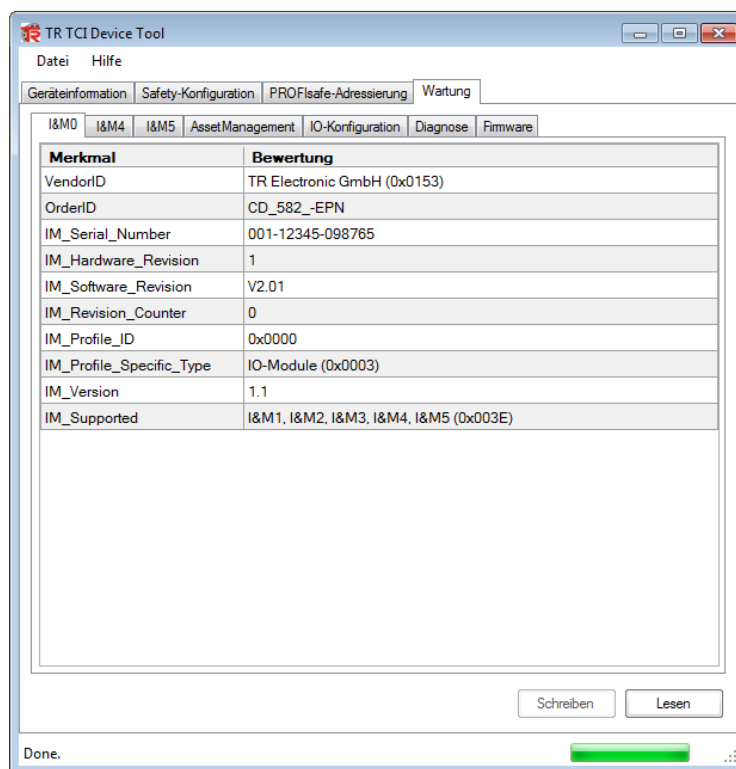 TR TCI Device Tool
Datei Hilfe
Geräteinformation Safety-Konfiguration PROFIsafe-Adressierung Wartung
I&M0 I&M4 I&M5 AssetManagement IO-Konfiguration Diagnose Firmware
Merkmal Bewertung
VendorID TR Electronic GmbH (0x0153)
OrderID CD_582_-EPN
IM_Serial_Number 001-12345-098765
IM_Hardware_Revision 1
IM_Software_Revision V2.01
IM_Revision_Counter 0
IM_Profile_ID 0x0000
IM_Profile_Specific_Type IO-Module (0x0003)
IM_Version 1.1
IM_Supported I&M1, I&M2, I&M3, I&M4, I&M5 (0x003E)
Schreiben Lesen
Done.